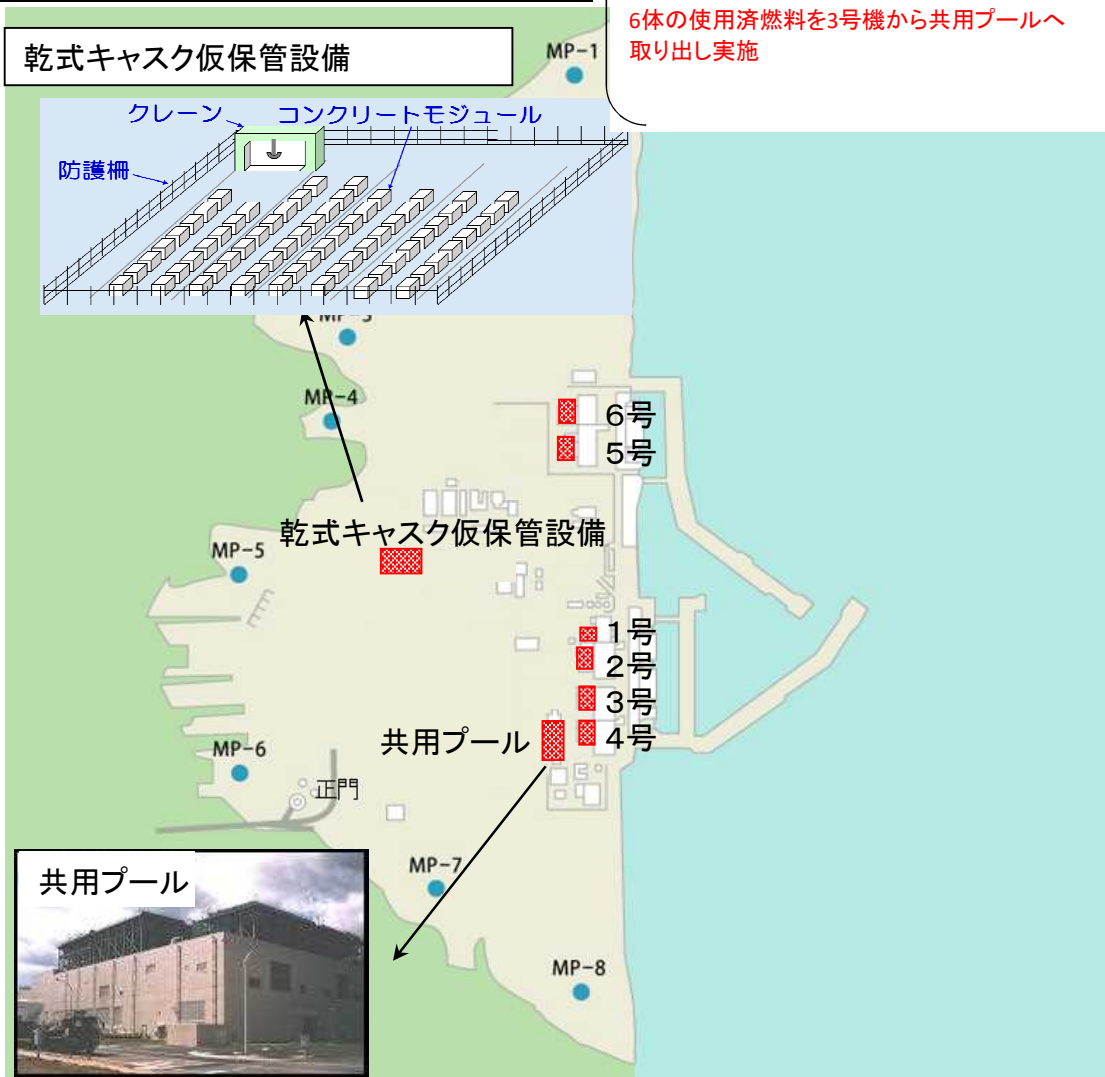 6体の使用済燃料を3号機から共用プールへ
取り出し実施
乾式キャスク仮保管設備
MP-1
クレーン
コンクリートモジュール
防護柵
MP-3
MP-4
6号
5号
乾式キャスク仮保管設備
MP-5
1号
2号
3号
4号
共用プール
MP-6
正門
MP-7
共用プール
MP-8